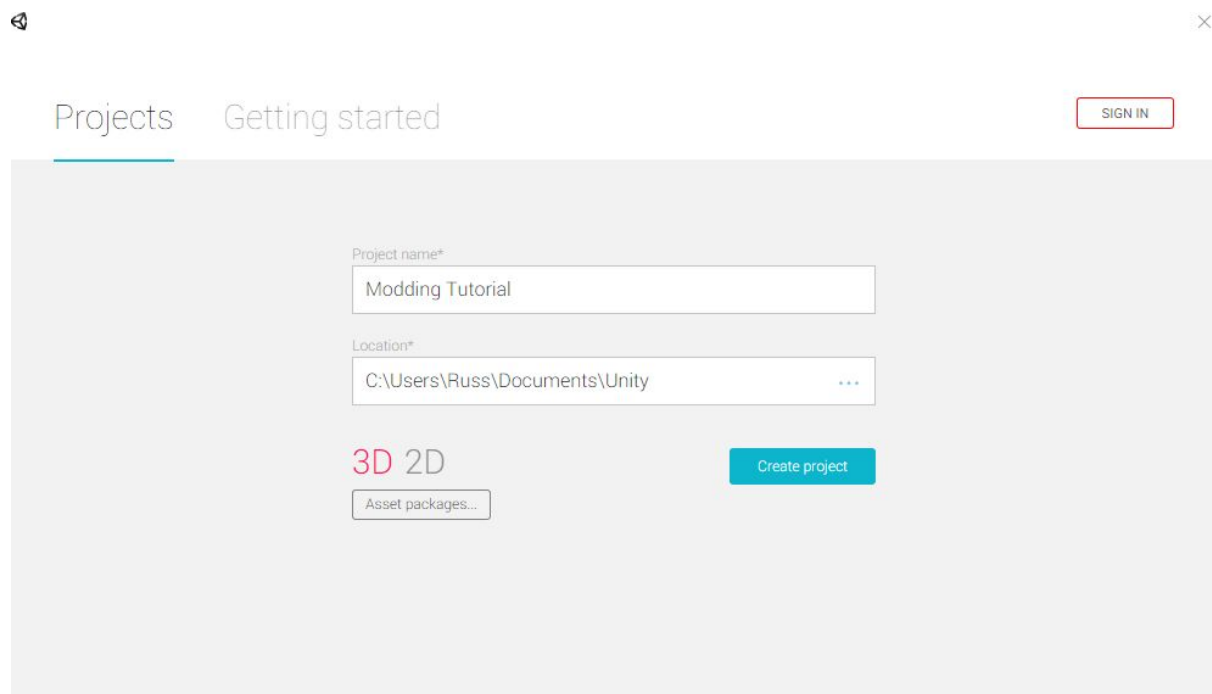 Projects Getting started SIGN IN
Project name*
Modding Tutorial
Location*
C:\Users\Russ\Documents\Unity ...
3D 2D
Create project
Asset packages...